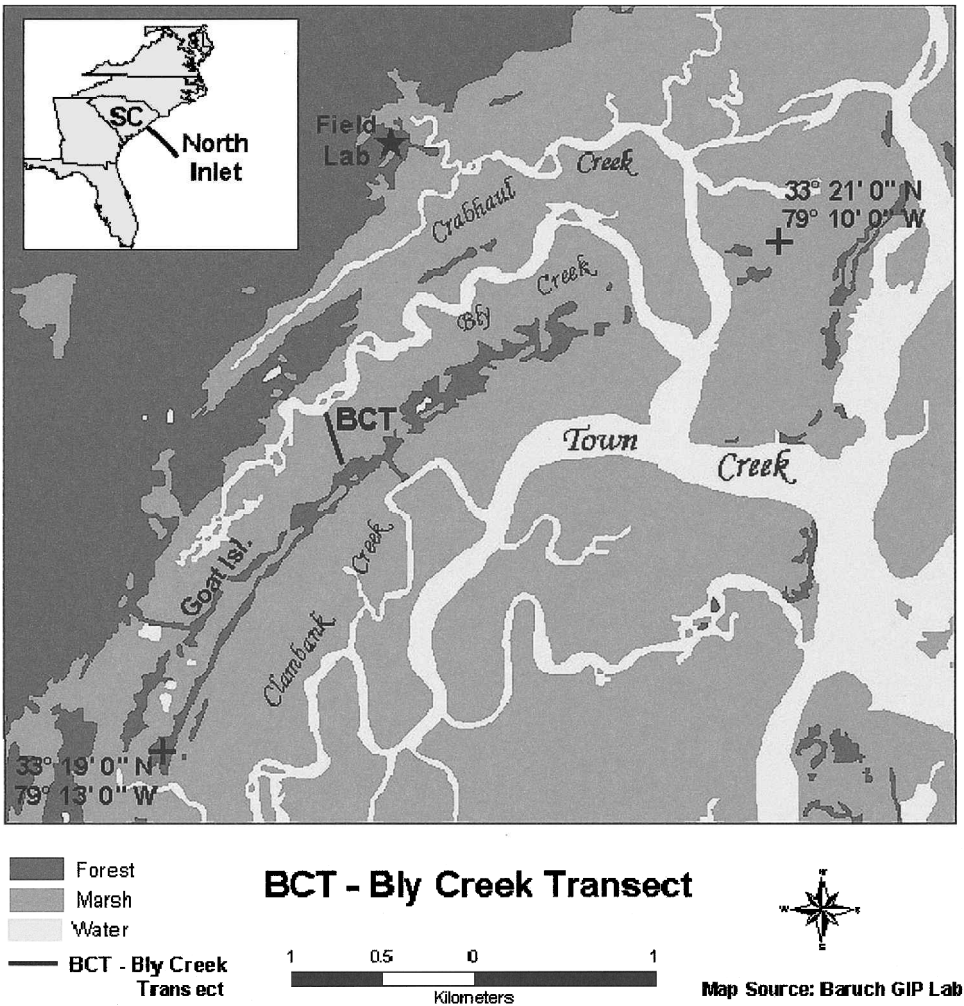 SC
North
Inlet
Field
Lab
Crabhaul
Creek
33° 21' 0" N
79° 10' 0" W
Bly
Creek
BCT
Town
Creek
Goat Isl.
Clambank
Creek
33° 19' 0" N
79° 13' 0" W
Forest
Marsh
Water
BCT - Bly Creek
Transect
BCT - Bly Creek Transect
1 0.5 0 1
Kilometers
N
W E
S
Map Source: Baruch GIP Lab